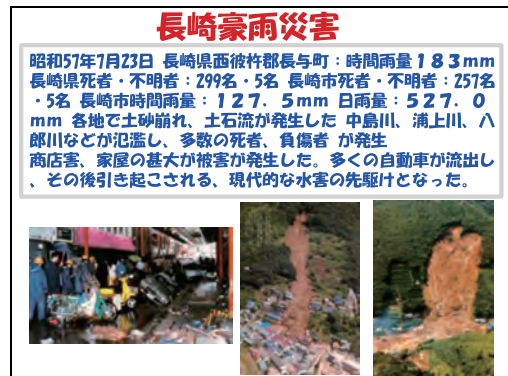 長崎豪雨災害
昭和57年7月23日 長崎県西彼杵郡長与町：時間雨量１８３ｍｍ
長崎県死者・不明者：299名・5名 長崎市死者・不明者：257名
・5名 長崎市時間雨量：１２７．５ｍｍ 日雨量：５２７．０
ｍｍ 各地で土砂崩れ、土石流が発生した 中島川、浦上川、八
郎川などが氾濫し、多数の死者、負傷者 が発生
商店害、家屋の甚大が被害が発生した。多くの自動車が流出し
、その後引き起こされる、現代的な水害の先駆けとなった。